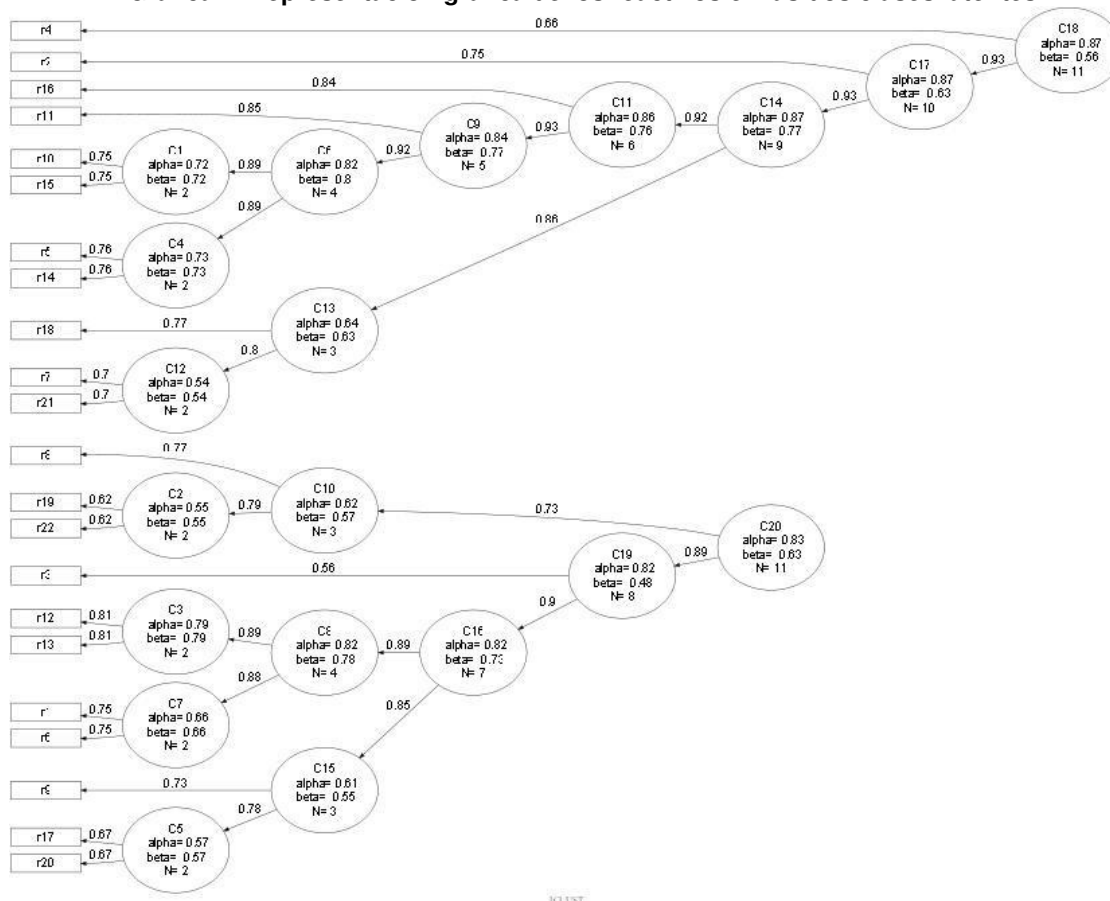 r4
r16
r11
r10
r15
r14
r18
r7
r21
r19
r22
r3
r12
r13
r17
r20
0.66
0.75
0.84
0.85
0.75
0.75
0.76
0.76
0.77
0.7
0.7
0.77
0.62
0.62
0.56
0.81
0.81
0.75
0.75
0.73
0.67
0.67
C1
alpha= 0.72
beta= 0.72
N= 2
C4
alpha= 0.73
beta= 0.73
N= 2
C12
alpha= 0.54
beta= 0.54
N= 2
C2
alpha= 0.55
beta= 0.55
N= 2
C3
alpha= 0.79
beta= 0.79
N= 2
C7
alpha= 0.66
beta= 0.66
N= 2
C5
alpha= 0.57
beta= 0.57
N= 2
0.89
0.89
0.8
0.79
0.89
0.88
0.78
alpha= 0.82
beta= 0.8
N= 4
C13
alpha= 0.64
beta= 0.63
N= 3
C10
alpha= 0.62
beta= 0.57
N= 3
alpha= 0.82
beta= 0.78
N= 4
C15
alpha= 0.61
beta= 0.55
N= 3
0.92
0.89
0.85
C9
alpha= 0.84
beta= 0.77
N= 5
C16
alpha= 0.82
beta= 0.73
N= 7
0.93
0.86
0.73
0.9
C11
alpha= 0.86
beta= 0.76
N= 6
C19
alpha= 0.82
beta= 0.48
N= 8
0.92
0.89
C14
alpha= 0.87
beta= 0.77
N= 9
C20
alpha= 0.83
beta= 0.63
N= 11
0.93
C17
alpha= 0.87
beta= 0.63
N= 10
0.93
C18
alpha= 0.87
beta= 0.56
N= 11